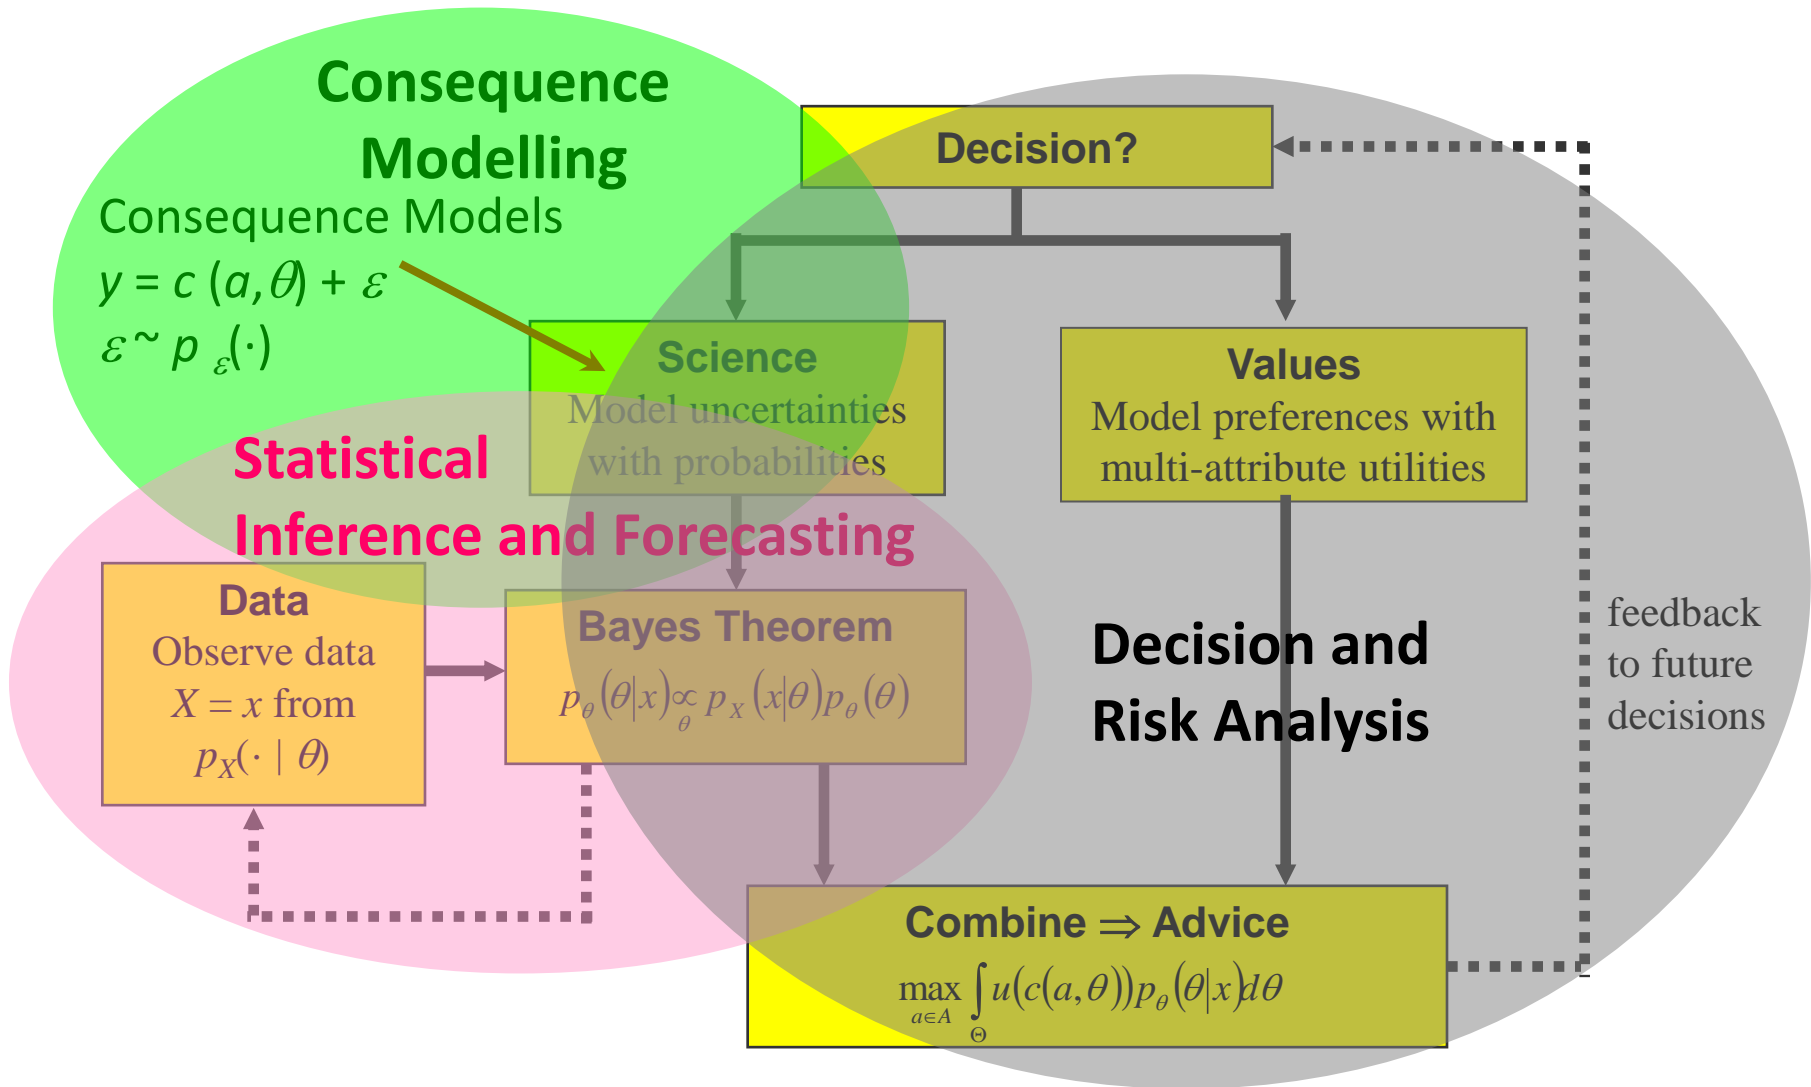 Consequence
Modelling
Consequence Models
y = c (a, θ) + ε
ε ~ p ε(·)
Decision?
Science
Model uncertainties
with probabilities
Values
Model preferences with
multi-attribute utilities
Statistical
Inference and Forecasting
Data
Observe data
X = x from
pX(· | θ)
Bayes Theorem
pθ(θ|x) ∝θ pX(x|θ)pθ(θ)
Decision and
Risk Analysis
feedback
to future
decisions
Combine ⇒ Advice
max a∈A ∫Θ u(c(a,θ))pθ(θ|x)dθ